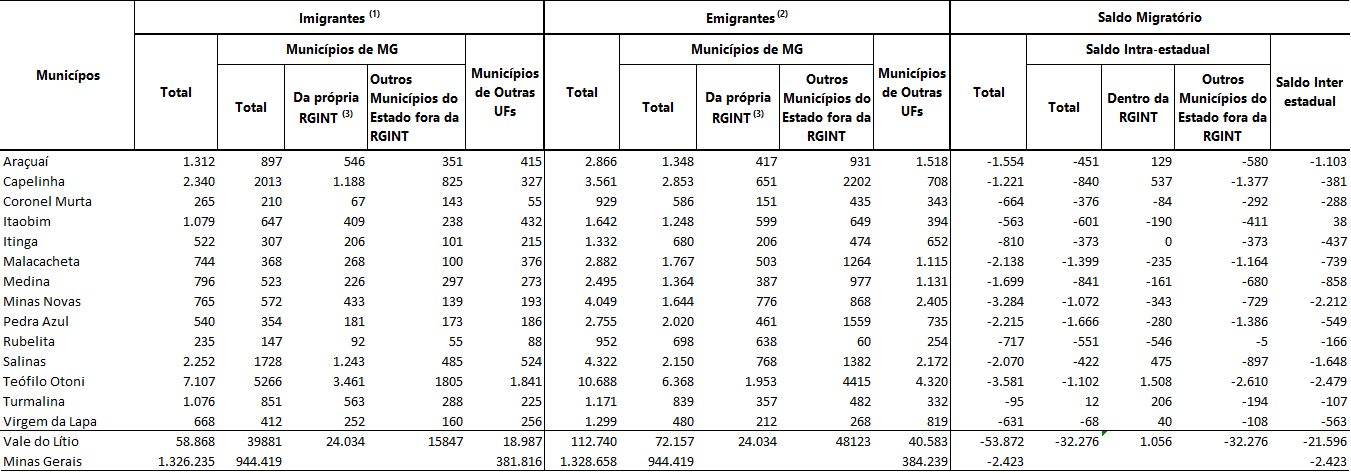 Imigrantes (1) Emigrantes (2) Saldo Migratório
Municípos Total Municípios de MG Municípios de Outras UFs Total Municípios de MG Municípios de Outras UFs Total Saldo Intra-estadual Saldo Inter estadual
Total Da própria RGINT (3) Outros Municípios do Estado fora da RGINT Total Da própria RGINT (3) Outros Municípios do Estado fora da RGINT Total Dentro da RGINT Outros Municípios do Estado fora da RGINT
Araçuaí 1.312 897 546 351 415 2.866 1.348 417 931 1.518 -1.554 -451 129 -580 -1.103
Capelinha 2.340 2013 1.188 825 327 3.561 2.853 651 2202 708 -1.221 -840 537 -1.377 -381
Coronel Murta 265 210 67 143 55 929 586 151 435 343 -664 -376 -84 -292 -288
Itaobim 1.079 647 409 238 432 1.642 1.248 599 649 394 -563 -601 -190 -411 38
Itinga 522 307 206 101 215 1.332 680 206 474 652 -810 -373 0 -373 -437
Malacacheta 744 368 268 100 376 2.882 1.767 503 1264 1.115 -2.138 -1.399 -235 -1.164 -739
Medina 796 523 226 297 273 2.495 1.364 387 977 1.131 -1.699 -841 -161 -680 -858
Minas Novas 765 572 433 139 193 4.049 1.644 776 868 2.405 -3.284 -1.072 -343 -729 -2.212
Pedra Azul 540 354 181 173 186 2.755 2.020 461 1559 735 -2.215 -1.666 -280 -1.386 -549
Rubelita 235 147 92 55 88 952 698 638 60 254 -717 -551 -546 -5 -166
Salinas 2.252 1728 1.243 485 524 4.322 2.150 768 1382 2.172 -2.070 -422 475 -897 -1.648
Teófilo Otoni 7.107 5266 3.461 1805 1.841 10.688 6.368 1.953 4415 4.320 -3.581 -1.102 1.508 -2.610 -2.479
Turmalina 1.076 851 563 288 225 1.171 839 357 482 332 -95 12 206 -194 -107
Virgem da Lapa 668 412 252 160 256 1.299 480 212 268 819 -631 -68 40 -108 -563
Vale do Lítio 58.868 39881 24.034 15847 18.987 112.740 72.157 24.034 48123 40.583 -53.872 -32.276 1.056 -32.276 -21.596
Minas Gerais 1.326.235 944.419 381.816 1.328.658 944.419 384.239 -2.423 -2.423